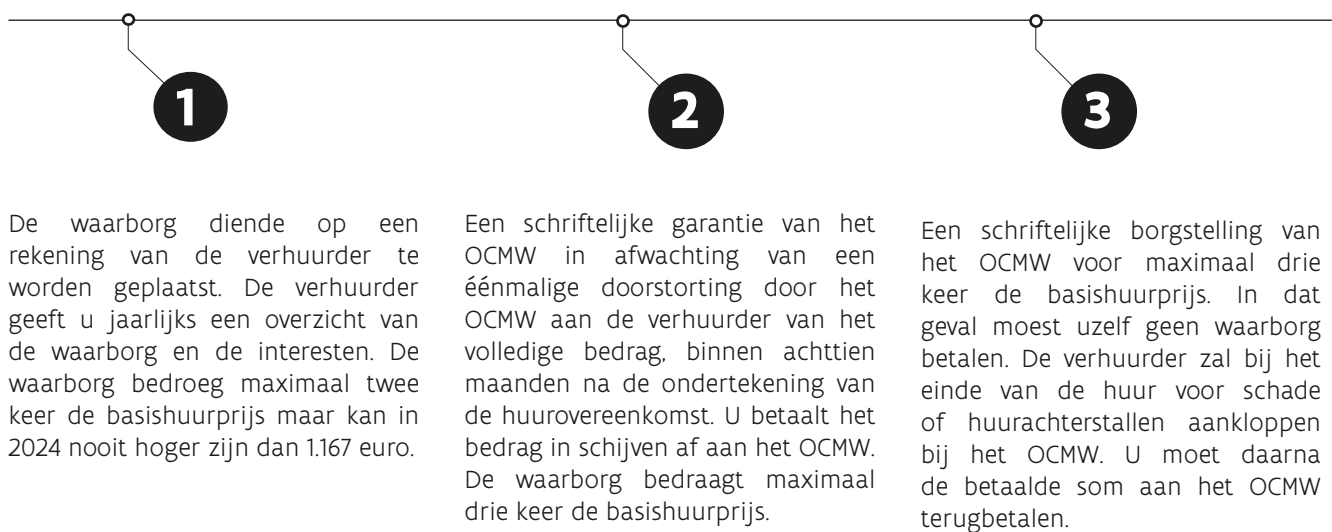 1
De waarborg diende op een
rekening van de verhuurder te
worden geplaatst. De verhuurder
geeft u jaarlijks een overzicht van
de waarborg en de interesten. De
waarborg bedroeg maximaal twee
keer de basishuurprijs maar kan in
2024 nooit hoger zijn dan 1.167 euro.
2
Een schriftelijke garantie van het
OCMW in afwachting van een
éénmalige doorstorting door het
OCMW aan de verhuurder van het
volledige bedrag, binnen achttien
maanden na de ondertekening van
de huurovereenkomst. U betaalt het
bedrag in schijven af aan het OCMW.
De waarborg bedraagt maximaal
drie keer de basishuurprijs.
3
Een schriftelijke borgstelling van
het OCMW voor maximaal drie
keer de basishuurprijs. In dat
geval moest uzelf geen waarborg
betalen. De verhuurder zal bij het
einde van de huur voor schade
of huurachterstallen aankloppen
bij het OCMW. U moet daarna
de betaalde som aan het OCMW
terugbetalen.